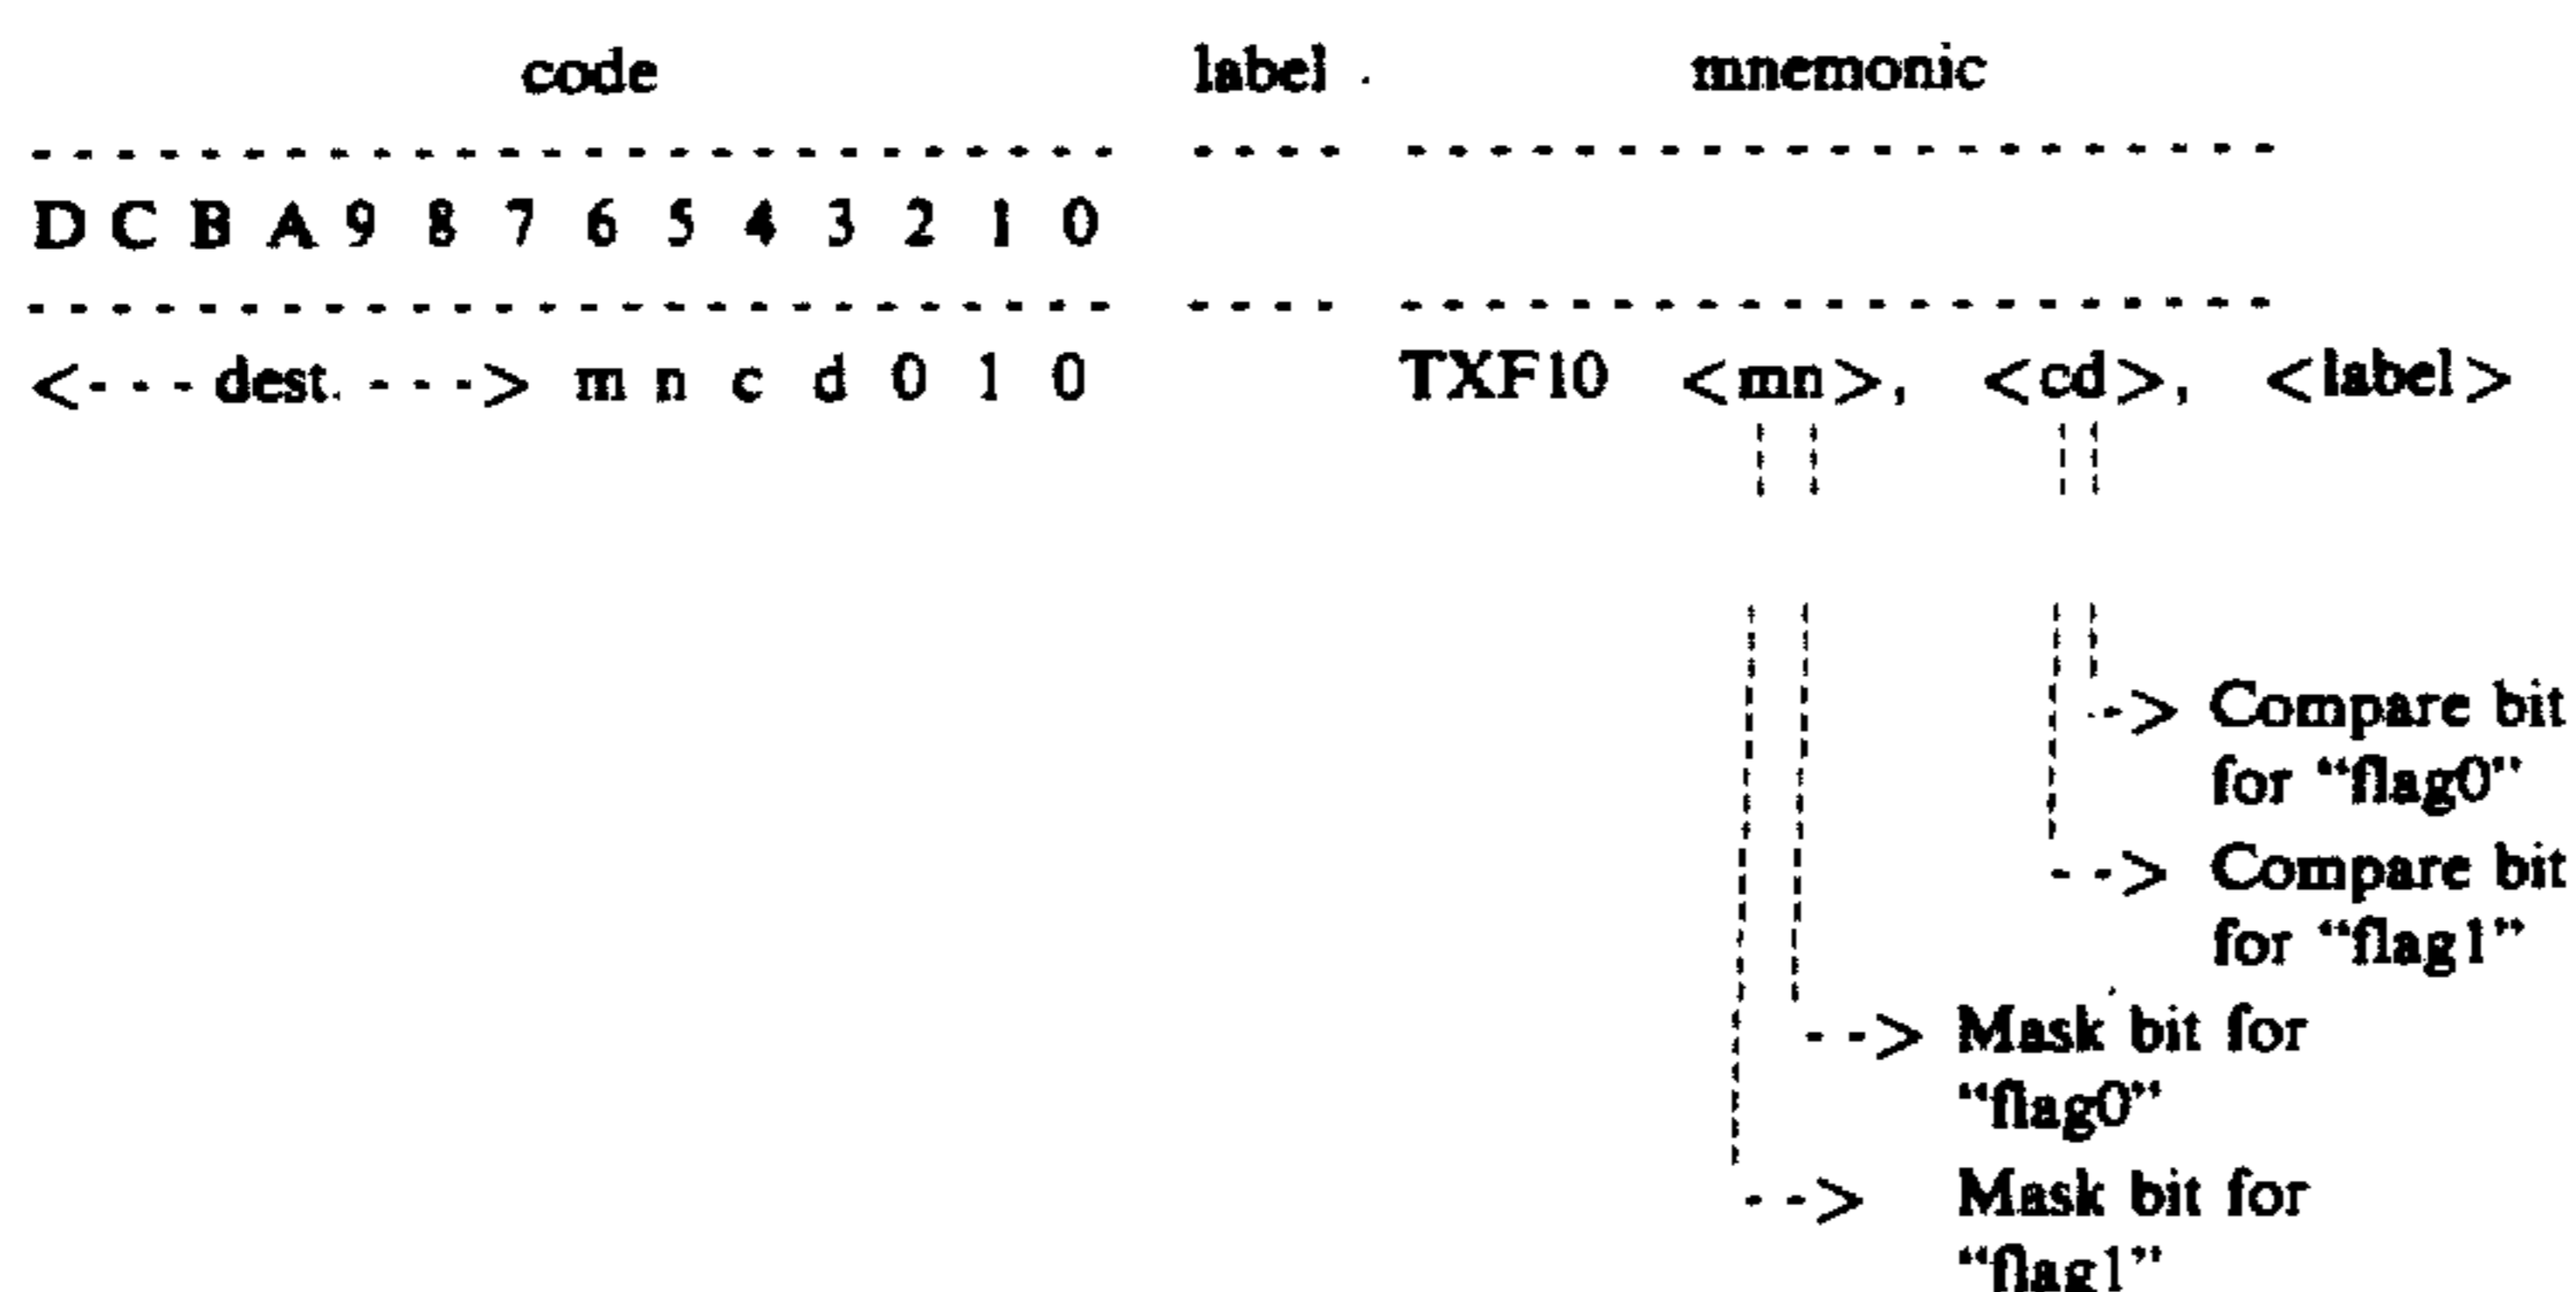 code label mnemonic
D C B A 9 8 7 6 5 4 3 2 1 0
<--- dest. ---> m n c d 0 1 0 TXF10 <mn>, <cd>, <label>
--> Compare bit
for “flag0”
--> Compare bit
for “flag1”
--> Mask bit for
“flag0”
--> Mask bit for
“flag1”